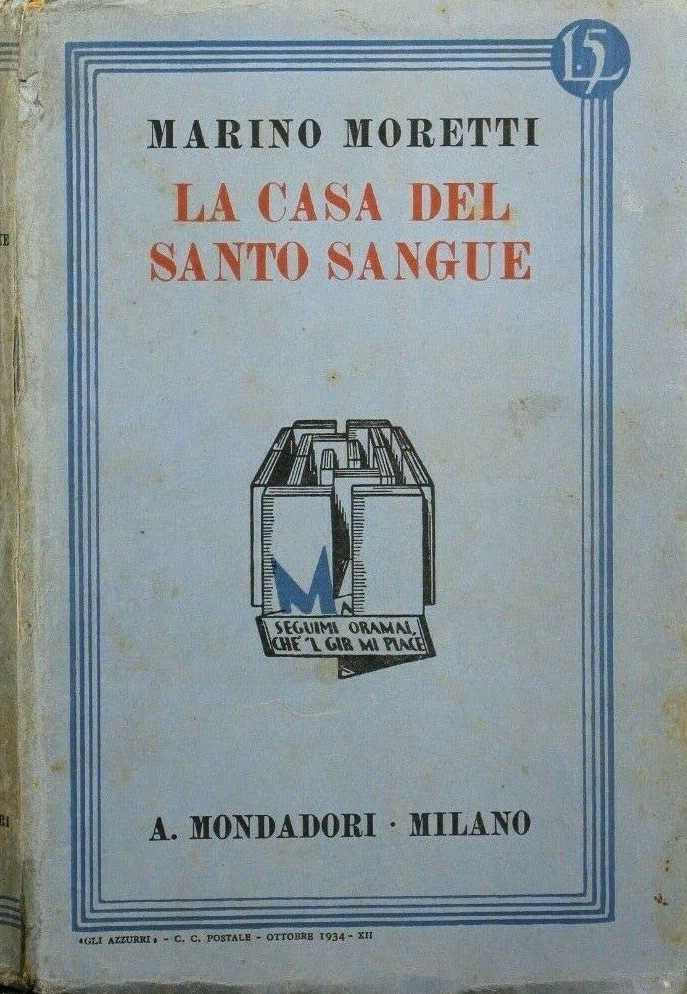 L. 5
MARINO MORETTI
LA CASA DEL
SANTO SANGUE
M
SEGUIMI ORAMAI,
CHE 'L GIR MI PIACE
A. MONDADORI · MILANO
«GLI AZZURRI» - C. C. POSTALE - OTTOBRE 1934 - XII